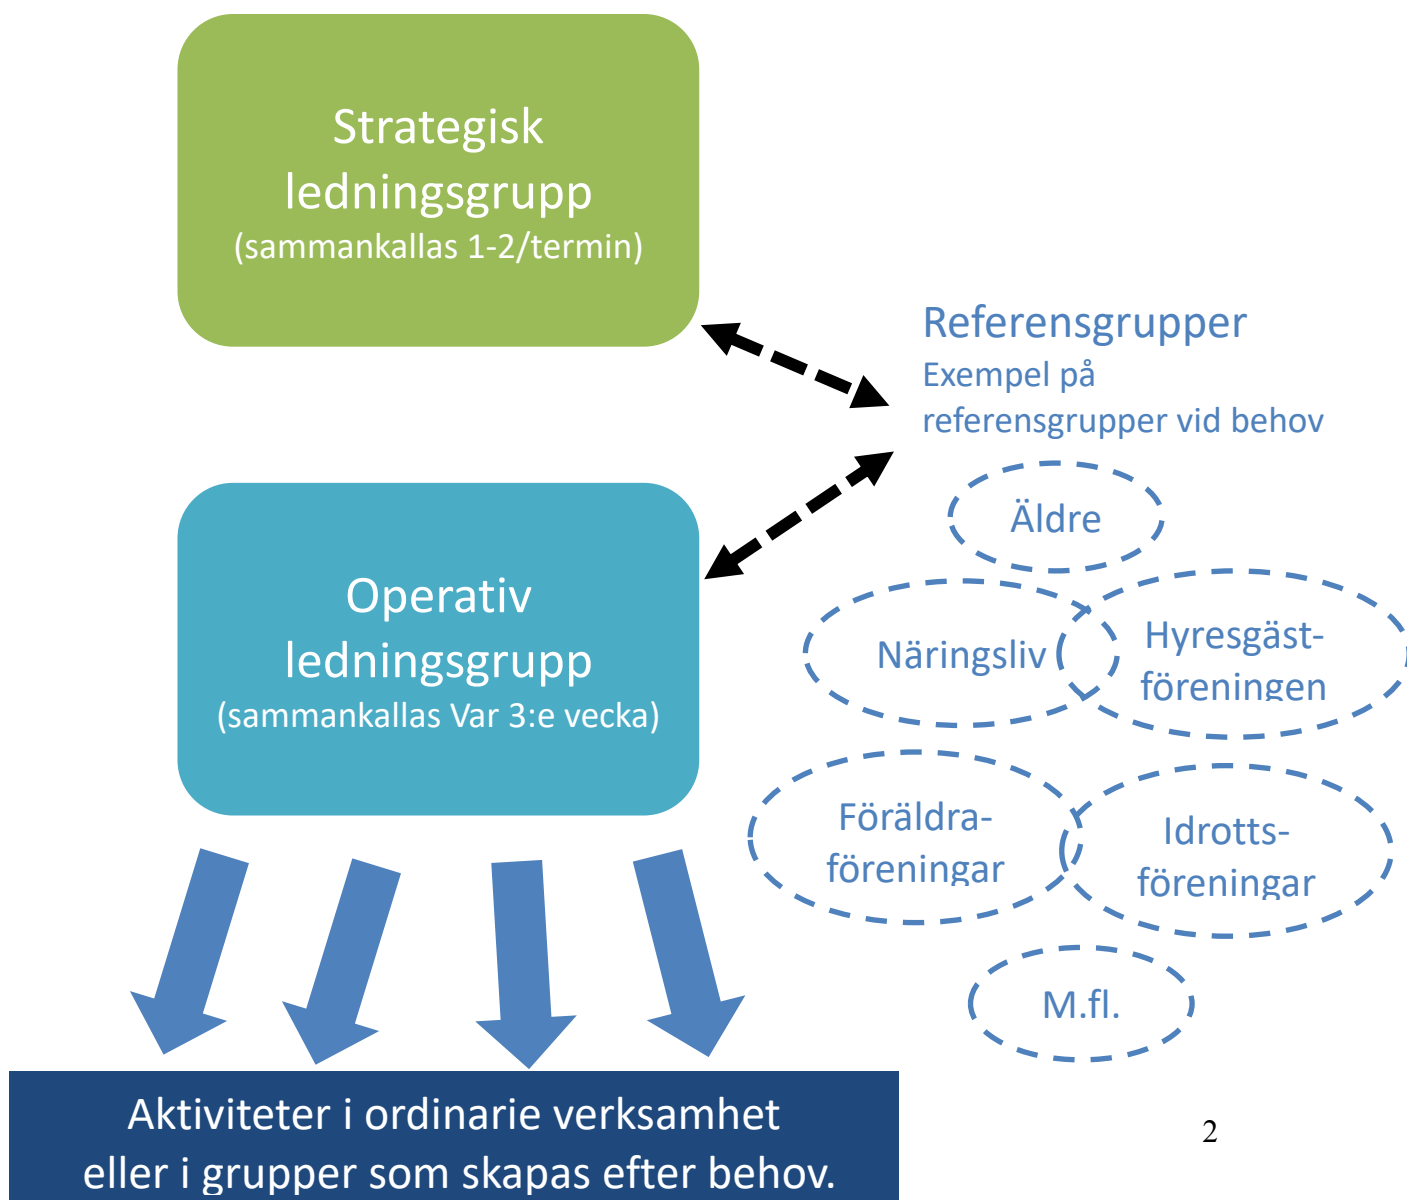 Strategisk
ledningsgrupp
(sammankallas 1-2/termin)
Referensgrupper
Exempel på
referensgrupper vid behov
Operativ
ledningsgrupp
(sammankallas Var 3:e vecka)
Äldre
Näringsliv
Hyresgäst-
föreningen
Föräldra-
föreningar
Idrotts-
föreningar
M.fl.
Aktiviteter i ordinarie verksamhet
eller i grupper som skapas efter behov.
2